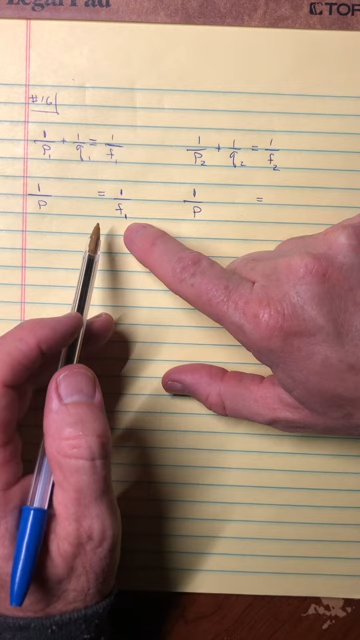 Legal Pad
TOP
#16
1/P₁ + 1/q₁ = 1/f₁
1/P₂ + 1/q₂ = 1/f₂
1/P = 1/f₁
1/P =